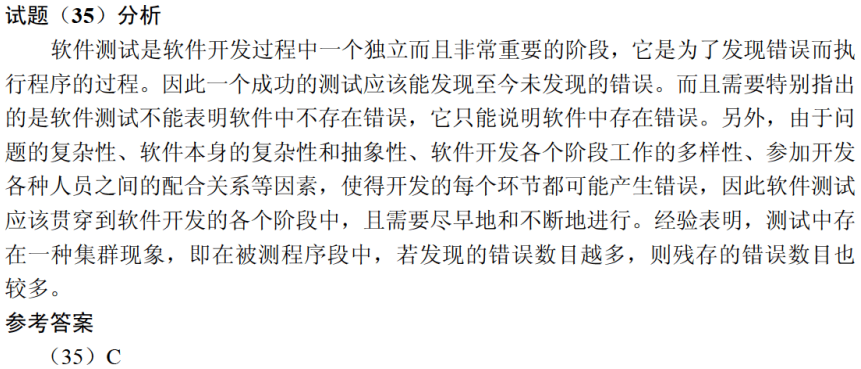 试题（35）分析
软件测试是软件开发过程中一个独立而且非常重要的阶段，它是为了发现错误而执
行程序的过程。因此一个成功的测试应该能发现至今未发现的错误。而且需要特别指出
的是软件测试不能表明软件中不存在错误，它只能说明软件中存在错误。另外，由于问
题的复杂性、软件本身的复杂性和抽象性、软件开发各个阶段工作的多样性、参加开发
各种人员之间的配合关系等因素，使得开发的每个环节都可能产生错误，因此软件测试
应该贯穿到软件开发的各个阶段中，且需要尽早地和不断地进行。经验表明，测试中存
在一种集群现象，即在被测程序段中，若发现的错误数目越多，则残存的错误数目也
较多。
参考答案
（35）C